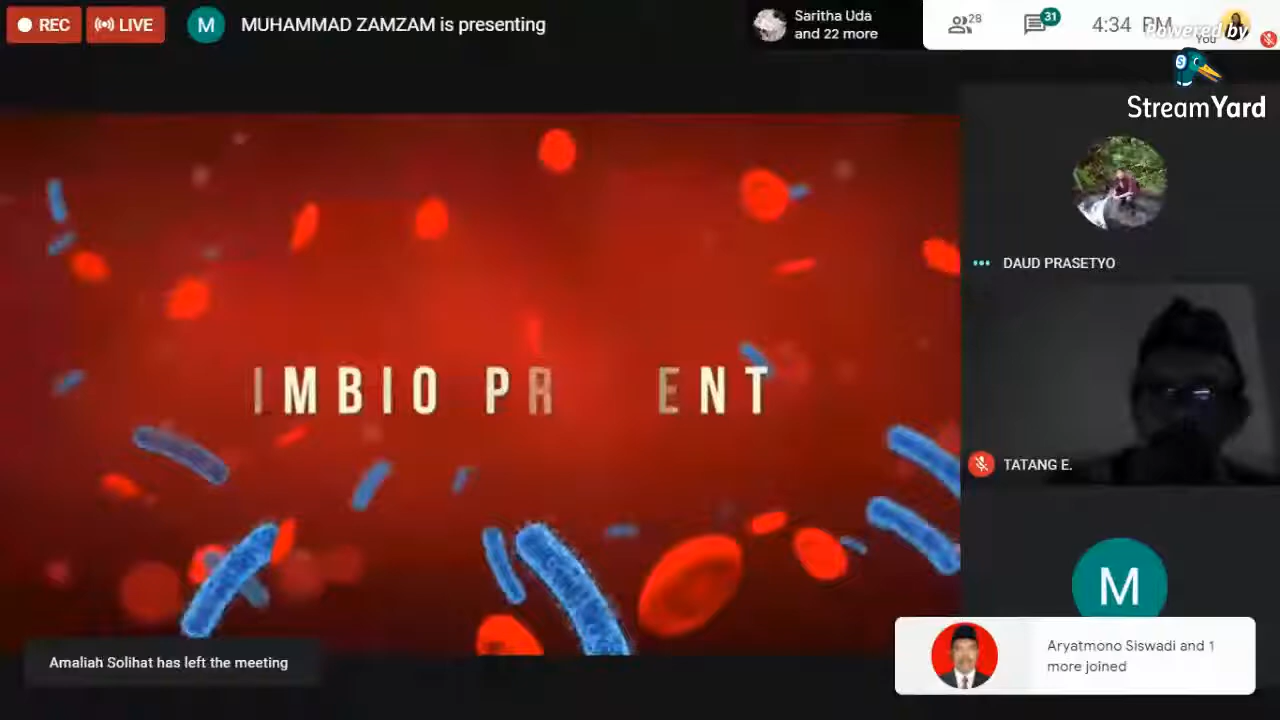 REC
LIVE
M
MUHAMMAD ZAMZAM is presenting
Saritha Uda
and 22 more
28
31
4:34 PM
You
Powered by
StreamYard
DAUD PRASETYO
IMBIO PR ENT
TATANG E.
M
Amaliah Solihat has left the meeting
Aryatmono Siswadi and 1
more joined